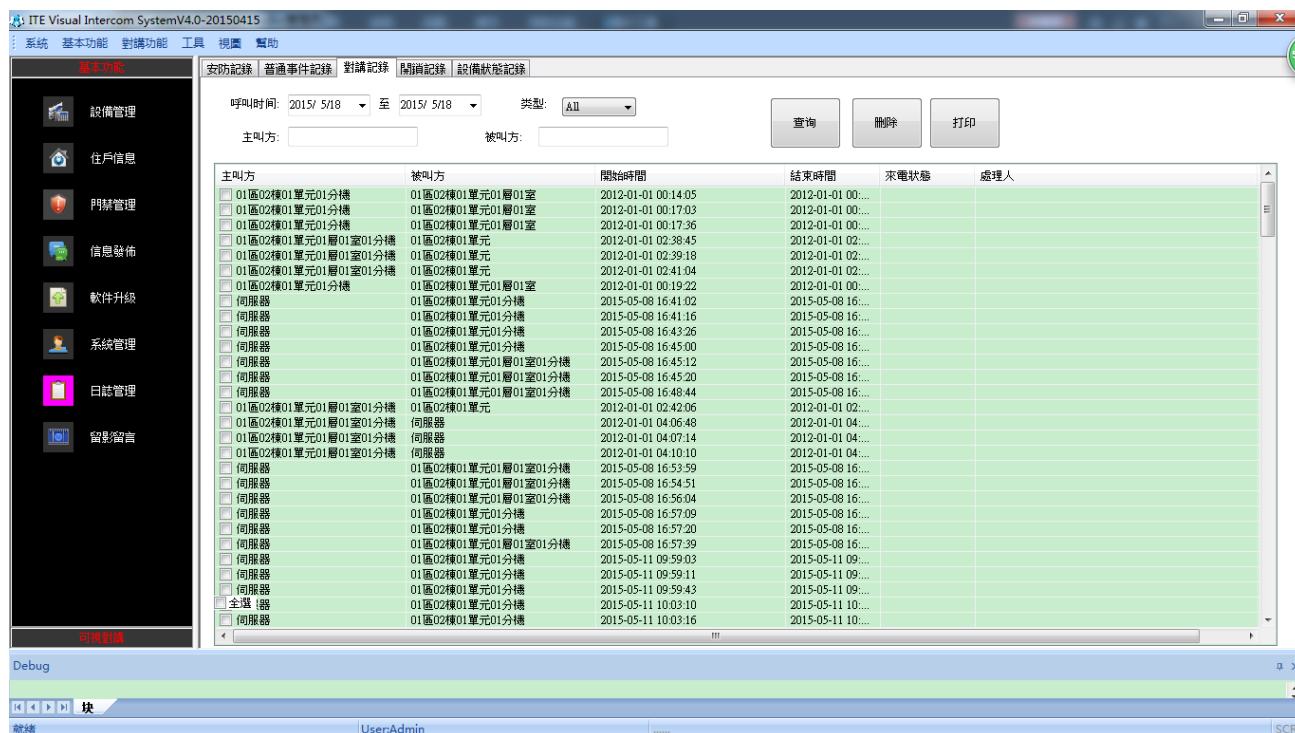 ITE Visual Intercom SystemV4.0-20150415
系统 基本功能 對講功能 工具 視圖 幫助
基本功能
設備管理
住戶信息
門禁管理
信息發佈
軟件升級
系統管理
日誌管理
留影留言
可視對講
安防記錄 普通事件記錄 對講記錄 開鎖記錄 設備狀態記錄
呼叫时间: 2015/ 5/18 至 2015/ 5/18 类型: All
主叫方: 被叫方:
查询 删除 打印
主叫方 被叫方 開始時間 結束時間 來電狀態 處理人
01區02棟01單元01分機 01區02棟01單元01層01室 2012-01-01 00:14:05 2012-01-01 00:...
01區02棟01單元01分機 01區02棟01單元01層01室 2012-01-01 00:17:03 2012-01-01 00:...
01區02棟01單元01分機 01區02棟01單元01層01室 2012-01-01 00:17:36 2012-01-01 00:...
01區02棟01單元01層01室01分機 01區02棟01單元 2012-01-01 02:38:45 2012-01-01 02:...
01區02棟01單元01層01室01分機 01區02棟01單元 2012-01-01 02:39:18 2012-01-01 02:...
01區02棟01單元01層01室01分機 01區02棟01單元 2012-01-01 02:41:04 2012-01-01 02:...
01區02棟01單元01分機 01區02棟01單元01層01室 2012-01-01 00:19:22 2012-01-01 00:...
伺服器 01區02棟01單元01分機 2015-05-08 16:41:02 2015-05-08 16:...
伺服器 01區02棟01單元01分機 2015-05-08 16:41:16 2015-05-08 16:...
伺服器 01區02棟01單元01分機 2015-05-08 16:43:26 2015-05-08 16:...
伺服器 01區02棟01單元01分機 2015-05-08 16:45:00 2015-05-08 16:...
伺服器 01區02棟01單元01層01室01分機 2015-05-08 16:45:12 2015-05-08 16:...
伺服器 01區02棟01單元01層01室01分機 2015-05-08 16:45:20 2015-05-08 16:...
伺服器 01區02棟01單元01層01室01分機 2015-05-08 16:48:44 2015-05-08 16:...
01區02棟01單元01層01室01分機 01區02棟01單元 2012-01-01 02:42:06 2012-01-01 02:...
01區02棟01單元01層01室01分機 伺服器 2012-01-01 04:06:48 2012-01-01 04:...
01區02棟01單元01層01室01分機 伺服器 2012-01-01 04:07:14 2012-01-01 04:...
01區02棟01單元01層01室01分機 伺服器 2012-01-01 04:10:10 2012-01-01 04:...
伺服器 01區02棟01單元01層01室01分機 2015-05-08 16:53:59 2015-05-08 16:...
伺服器 01區02棟01單元01層01室01分機 2015-05-08 16:54:51 2015-05-08 16:...
伺服器 01區02棟01單元01層01室01分機 2015-05-08 16:56:04 2015-05-08 16:...
伺服器 01區02棟01單元01分機 2015-05-08 16:57:09 2015-05-08 16:...
伺服器 01區02棟01單元01分機 2015-05-08 16:57:20 2015-05-08 16:...
伺服器 01區02棟01單元01層01室01分機 2015-05-08 16:57:39 2015-05-08 16:...
伺服器 01區02棟01單元01分機 2015-05-11 09:59:03 2015-05-11 09:...
伺服器 01區02棟01單元01分機 2015-05-11 09:59:11 2015-05-11 09:...
伺服器 01區02棟01單元01分機 2015-05-11 09:59:43 2015-05-11 09:...
全選 器 01區02棟01單元01分機 2015-05-11 10:03:10 2015-05-11 10:...
伺服器 01區02棟01單元01分機 2015-05-11 10:03:16 2015-05-11 10:...
Debug
块
就绪 User:Admin ...... SCR